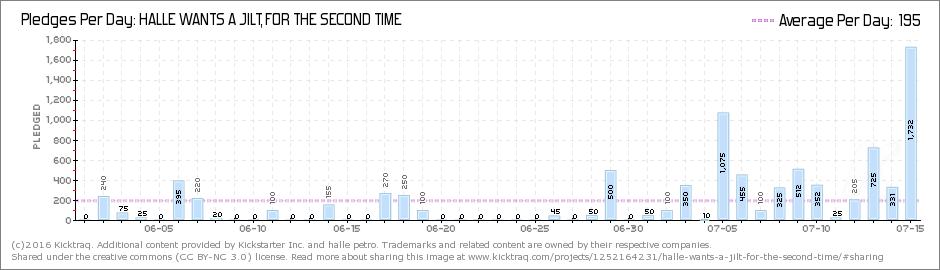 Pledges Per Day: HALLE WANTS A JILT, FOR THE SECOND TIME
Average Per Day: 195
PLEDGED
1,800
1,600
1,400
1,200
1,000
800
600
400
200
0
0 240 75 25 0 395 220 20 0 0 100 0 0 155 0 0 270 250 100 0 0 0 0 0 0 45 0 50 500 0 50 100 350 10 1,075 455 100 325 512 352 25 205 725 331 1,732
06-05 06-10 06-15 06-20 06-25 06-30 07-05 07-10 07-15
(c)2016 Kicktraq. Additional content provided by Kickstarter Inc. and halle petro. Trademarks and related content are owned by their respective companies.
Shared under the creative commons (CC BY-NC 3.0) license. Read more about sharing this image at www.kicktraq.com/projects/1252164231/halle-wants-a-jilt-for-the-second-time/#sharing